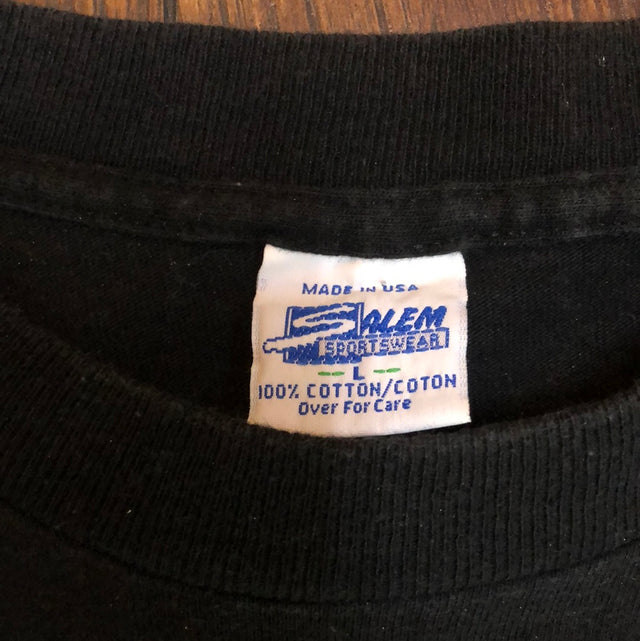 MADE IN USA
SALEM
SPORTSWEAR
L
100% COTTON/COTON
Over For Care